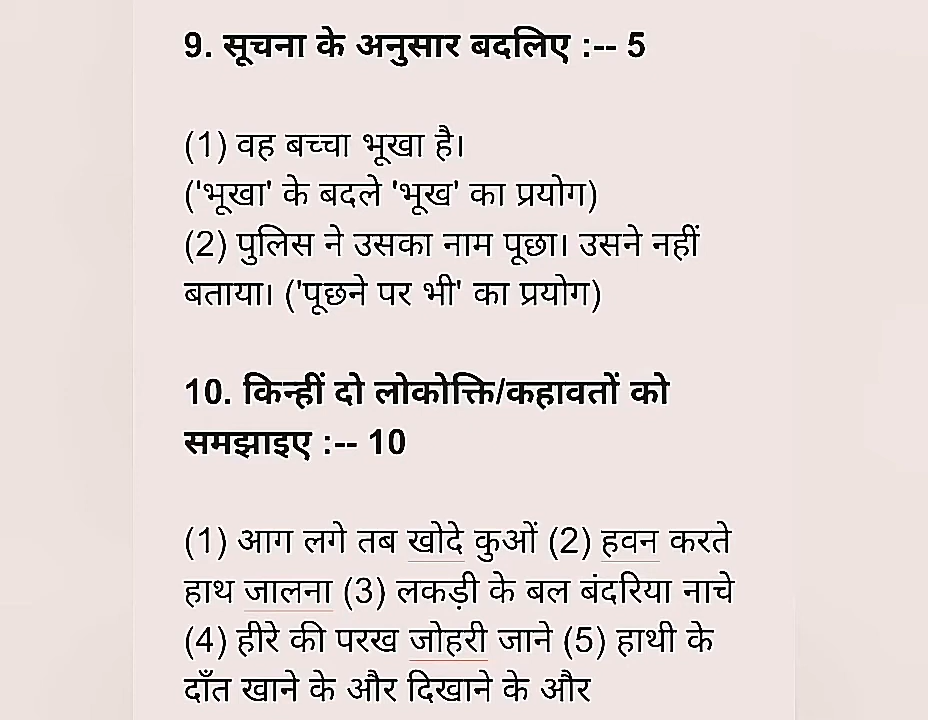 9. सूचना के अनुसार बदलिए :-- 5
(1) वह बच्चा भूखा है।
('भूखा' के बदले 'भूख' का प्रयोग)
(2) पुलिस ने उसका नाम पूछा। उसने नहीं
बताया। ('पूछने पर भी' का प्रयोग)
10. किन्हीं दो लोकोक्ति/कहावतों को
समझाइए :-- 10
(1) आग लगे तब खोदे कुओं (2) हवन करते
हाथ जालना (3) लकड़ी के बल बंदरिया नाचे
(4) हीरे की परख जोहरी जाने (5) हाथी के
दाँत खाने के और दिखाने के और